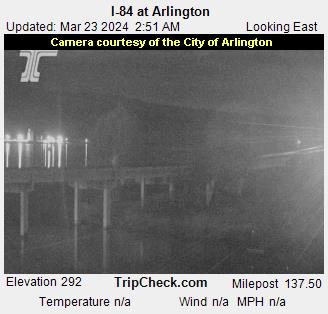 I-84 at Arlington
Updated: Mar 23 2024 2:51 AM Looking East
Camera courtesy of the City of Arlington
Elevation 292 TripCheck.com Milepost 137.50
Temperature n/a Wind n/a MPH n/a